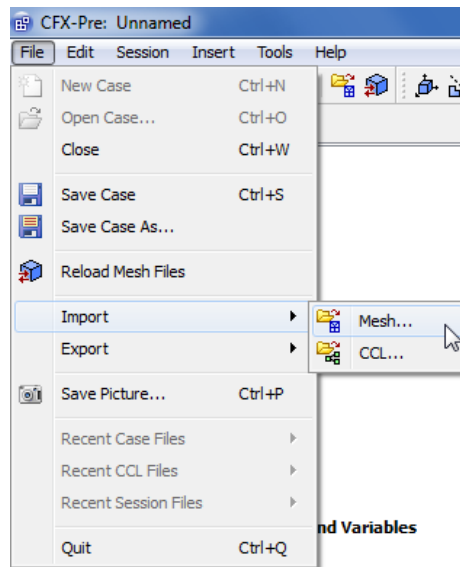 CFX-Pre: Unnamed
File Edit Session Insert Tools Help
New Case Ctrl+N
Open Case... Ctrl+O
Close Ctrl+W
Save Case Ctrl+S
Save Case As...
Reload Mesh Files
Import
Mesh...
Export
CCL...
Save Picture... Ctrl+P
Recent Case Files
Recent CCL Files
Recent Session Files
nd Variables
Quit Ctrl+Q